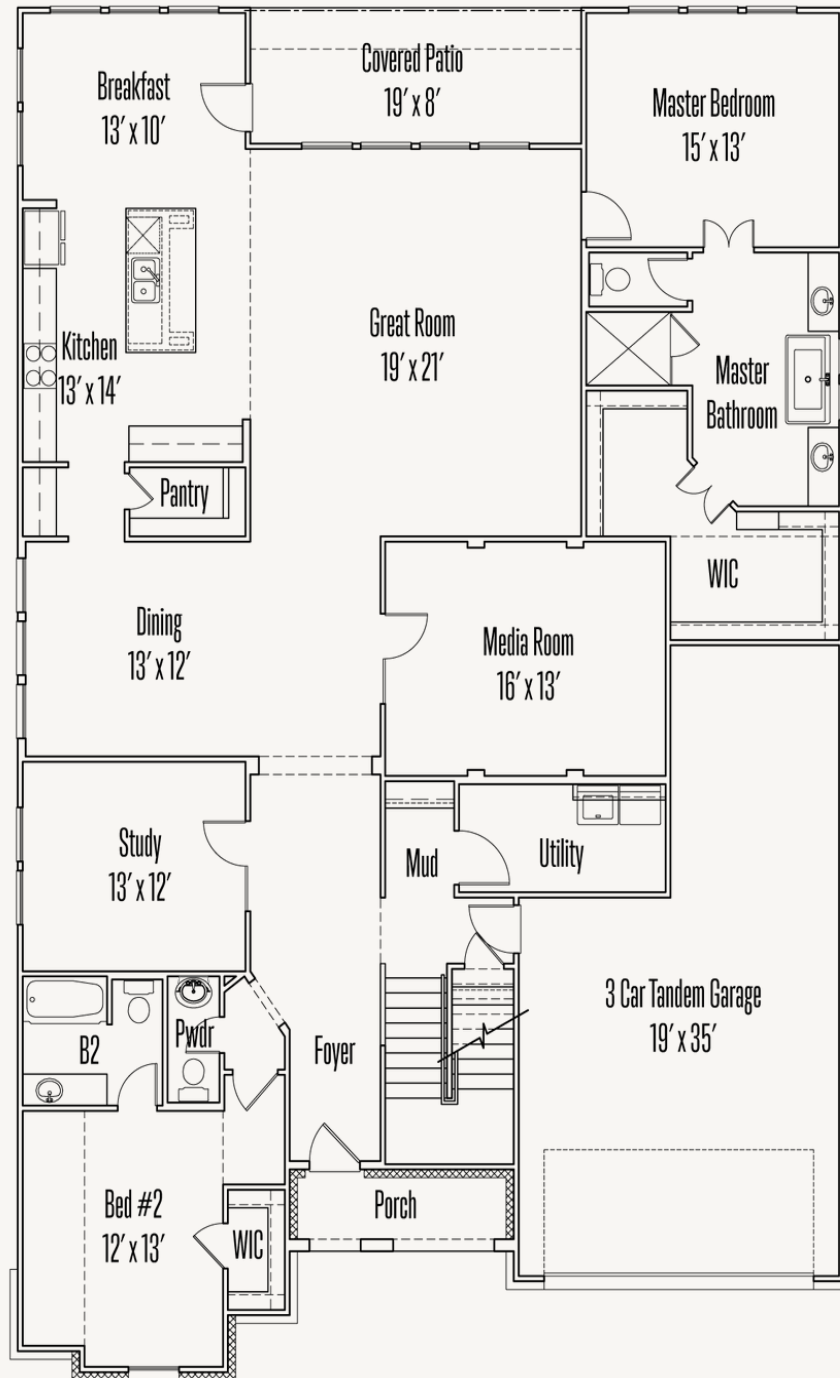 Breakfast
13' x 10'
Covered Patio
19' x 8'
Master Bedroom
15' x 13'
Kitchen
13' x 14'
Great Room
19' x 21'
Master
Bathroom
Pantry
WIC
Dining
13' x 12'
Media Room
16' x 13'
Study
13' x 12'
Mud
Utility
B2
Pwdr
Foyer
3 Car Tandem Garage
19' x 35'
Bed #2
12' x 13'
WIC
Porch